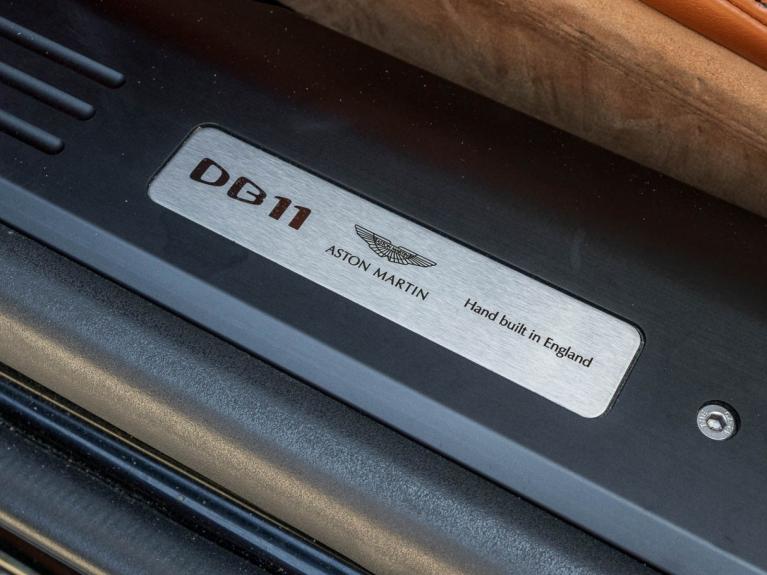 DB11
ASTON MARTIN
Hand built in England